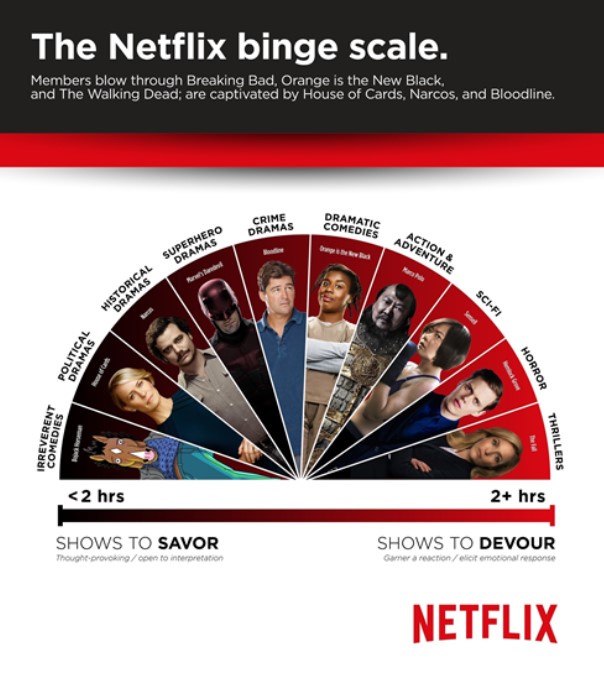 The Netflix binge scale.
Members blow through Breaking Bad, Orange is the New Black,
and The Walking Dead; are captivated by House of Cards, Narcos, and Bloodline.
IRREVERENT
COMEDIES
POLITICAL
DRAMAS
HISTORICAL
DRAMAS
SUPERHERO
DRAMAS
CRIME
DRAMAS
DRAMATIC
COMEDIES
ACTION &
ADVENTURE
SCI-FI
HORROR
THRILLERS
BoJack Horseman
House of Cards
Narcos
Marvel's Daredevil
Bloodline
Orange is the New Black
Marco Polo
Sense8
Hemlock Grove
The Fall
< 2 hrs
2+ hrs
SHOWS TO SAVOR
Thought-provoking / open to interpretation
SHOWS TO DEVOUR
Garner a reaction / elicit emotional response
NETFLIX